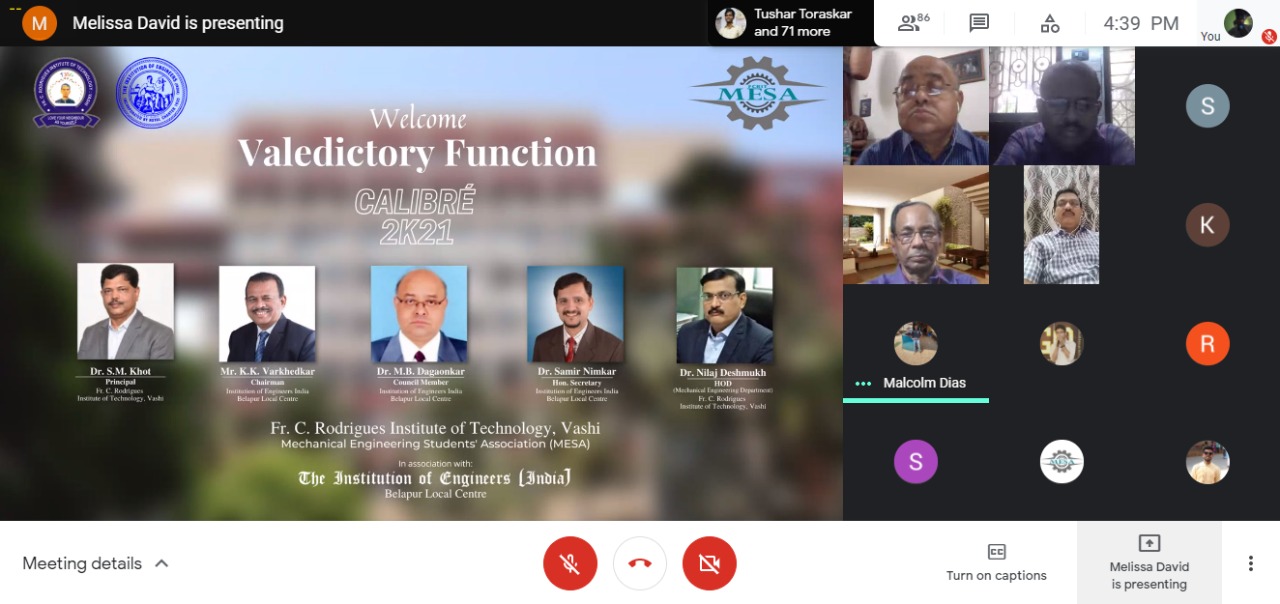 M
Melissa David is presenting
Tushar Toraskar
and 71 more
86
4:39 PM
You
MESA
Welcome
Valedictory Function
CALIBRÉ
2K21
Dr. S.M. Khot
Principal
Fr. C. Rodrigues
Institute of Technology, Vashi
Mr. K.K. Varkhedkar
Chairman
Institution of Engineers India
Belapur Local Centre
Dr. M.B. Dagaonkar
Council Member
Institution of Engineers India
Belapur Local Centre
Dr. Samir Nimkar
Hon. Secretary
Institution of Engineers India
Belapur Local Centre
Dr. Nilaj Deshmukh
HOD
(Mechanical Engineering Department)
Fr. C. Rodrigues
Institute of Technology, Vashi
Fr. C. Rodrigues Institute of Technology, Vashi
Mechanical Engineering Students' Association (MESA)
In association with:
The Institution of Engineers [India]
Belapur Local Centre
S
K
Malcolm Dias
R
S
MESA
Meeting details
CC
Turn on captions
Melissa David
is presenting